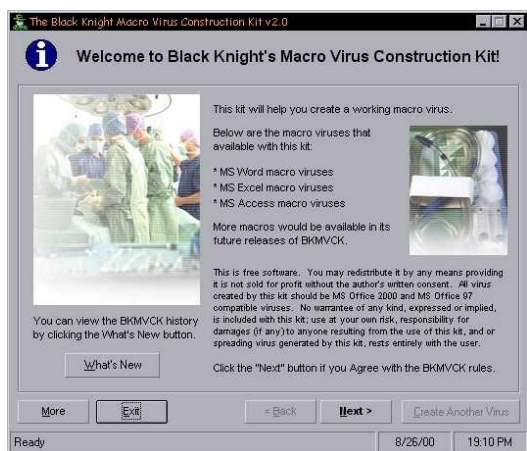 The Black Knight Macro Virus Construction Kit v2.0
Welcome to Black Knight's Macro Virus Construction Kit!
This kit will help you create a working macro virus.
Below are the macro viruses that
available with this kit:
* MS Word macro viruses
* MS Excel macro viruses
* MS Access macro viruses
More macros would be available in its
future releases of BKMVCK.
This is free software. You may redistribute it by any means providing
it is not sold for profit without the author's written consent. All virus
created by this kit should be MS Office 2000 and MS Office 97
compatible viruses. No warrantee of any kind, expressed or implied,
is included with this kit; use at your own risk, responsibility for
damages (if any) to anyone resulting from the use of this kit, and or
spreading virus generated by this kit, rests entirely with the user.
You can view the BKMVCK history
by clicking the What's New button.
What's New
Click the "Next" button if you Agree with the BKMVCK rules.
More
Exit
< Back
Next >
Create Another Virus
Ready
8/26/00
19:10 PM